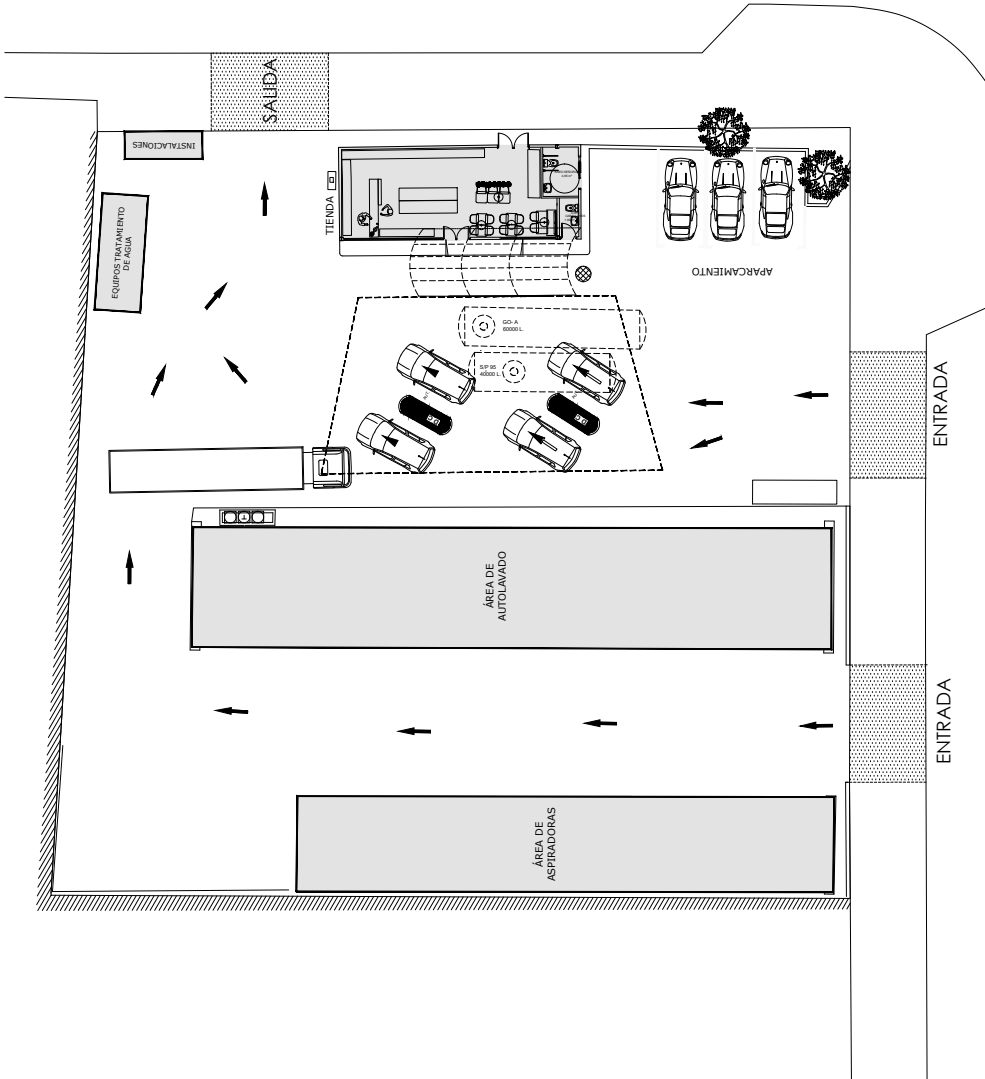 SALIDA
INSTALACIONES
EQUIPOS TRATAMIENTO
DE AGUA
TIENDA
APARCAMIENTO
GO- A
60000 L.
S/P 95
40000 L.
ENTRADA
ÁREA DE
AUTOLAVADO
ENTRADA
ÁREA DE
ASPIRADORAS